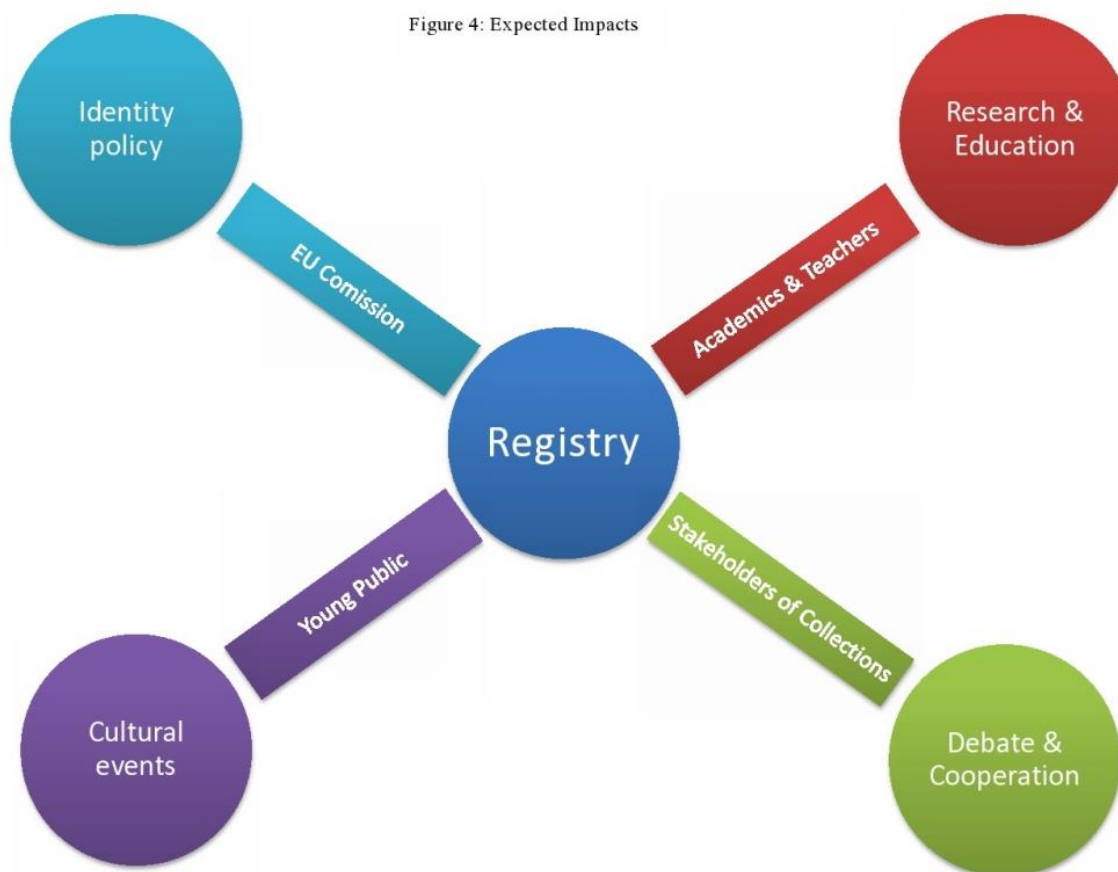 Figure 4: Expected Impacts
Identity
policy
Research &
Education
EU Comission
Academics & Teachers
Registry
Young Public
Stakeholders of Collections
Cultural
events
Debate &
Cooperation